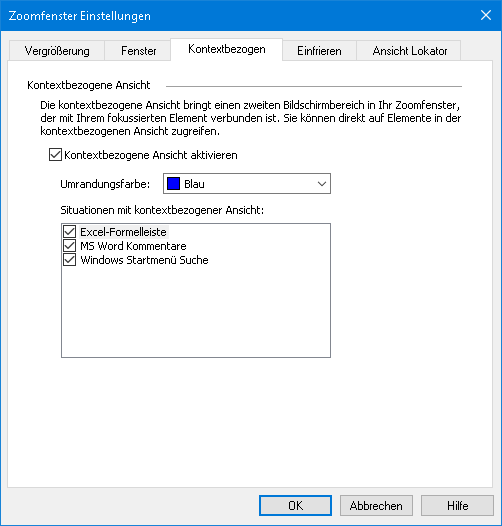 Zoomfenster Einstellungen
Vergrößerung Fenster Kontextbezogen Einfrieren Ansicht Lokator
Kontextbezogene Ansicht
Die kontextbezogene Ansicht bringt einen zweiten Bildschirmbereich in Ihr Zoomfenster,
der mit Ihrem fokussierten Element verbunden ist. Sie können direkt auf Elemente in der
kontextbezogenen Ansicht zugreifen.
Kontextbezogene Ansicht aktivieren
Umrandungsfarbe: Blau
Situationen mit kontextbezogener Ansicht:
Excel-Formelleiste
MS Word Kommentare
Windows Startmenü Suche
OK Abbrechen Hilfe